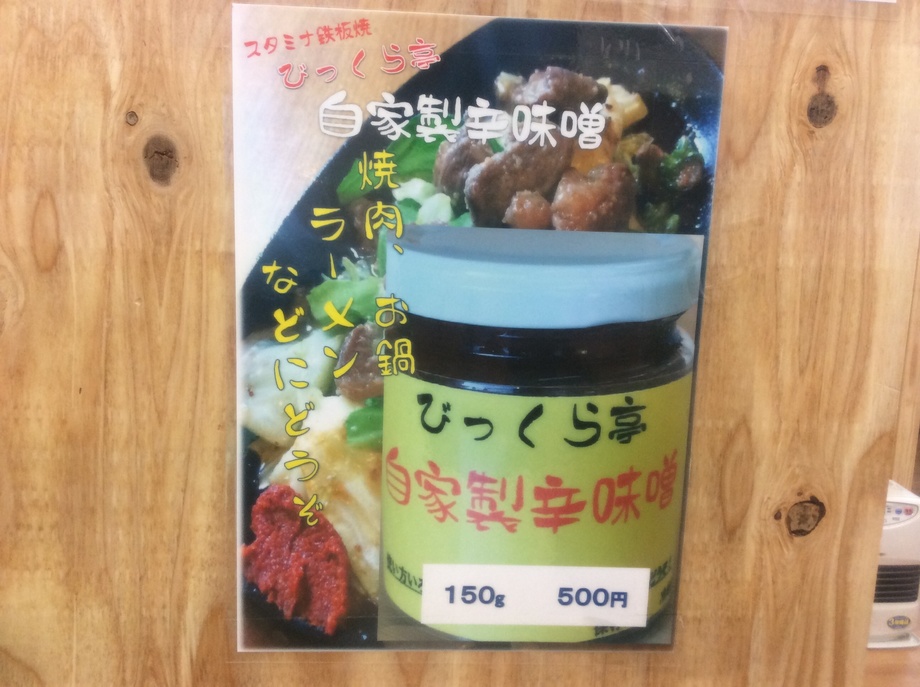 スタミナ鉄板焼
びっくら亭
自家製辛味噌
焼肉、お鍋
ラーメン
などにどうぞ
びっくら亭
自家製辛味噌
150g 500円